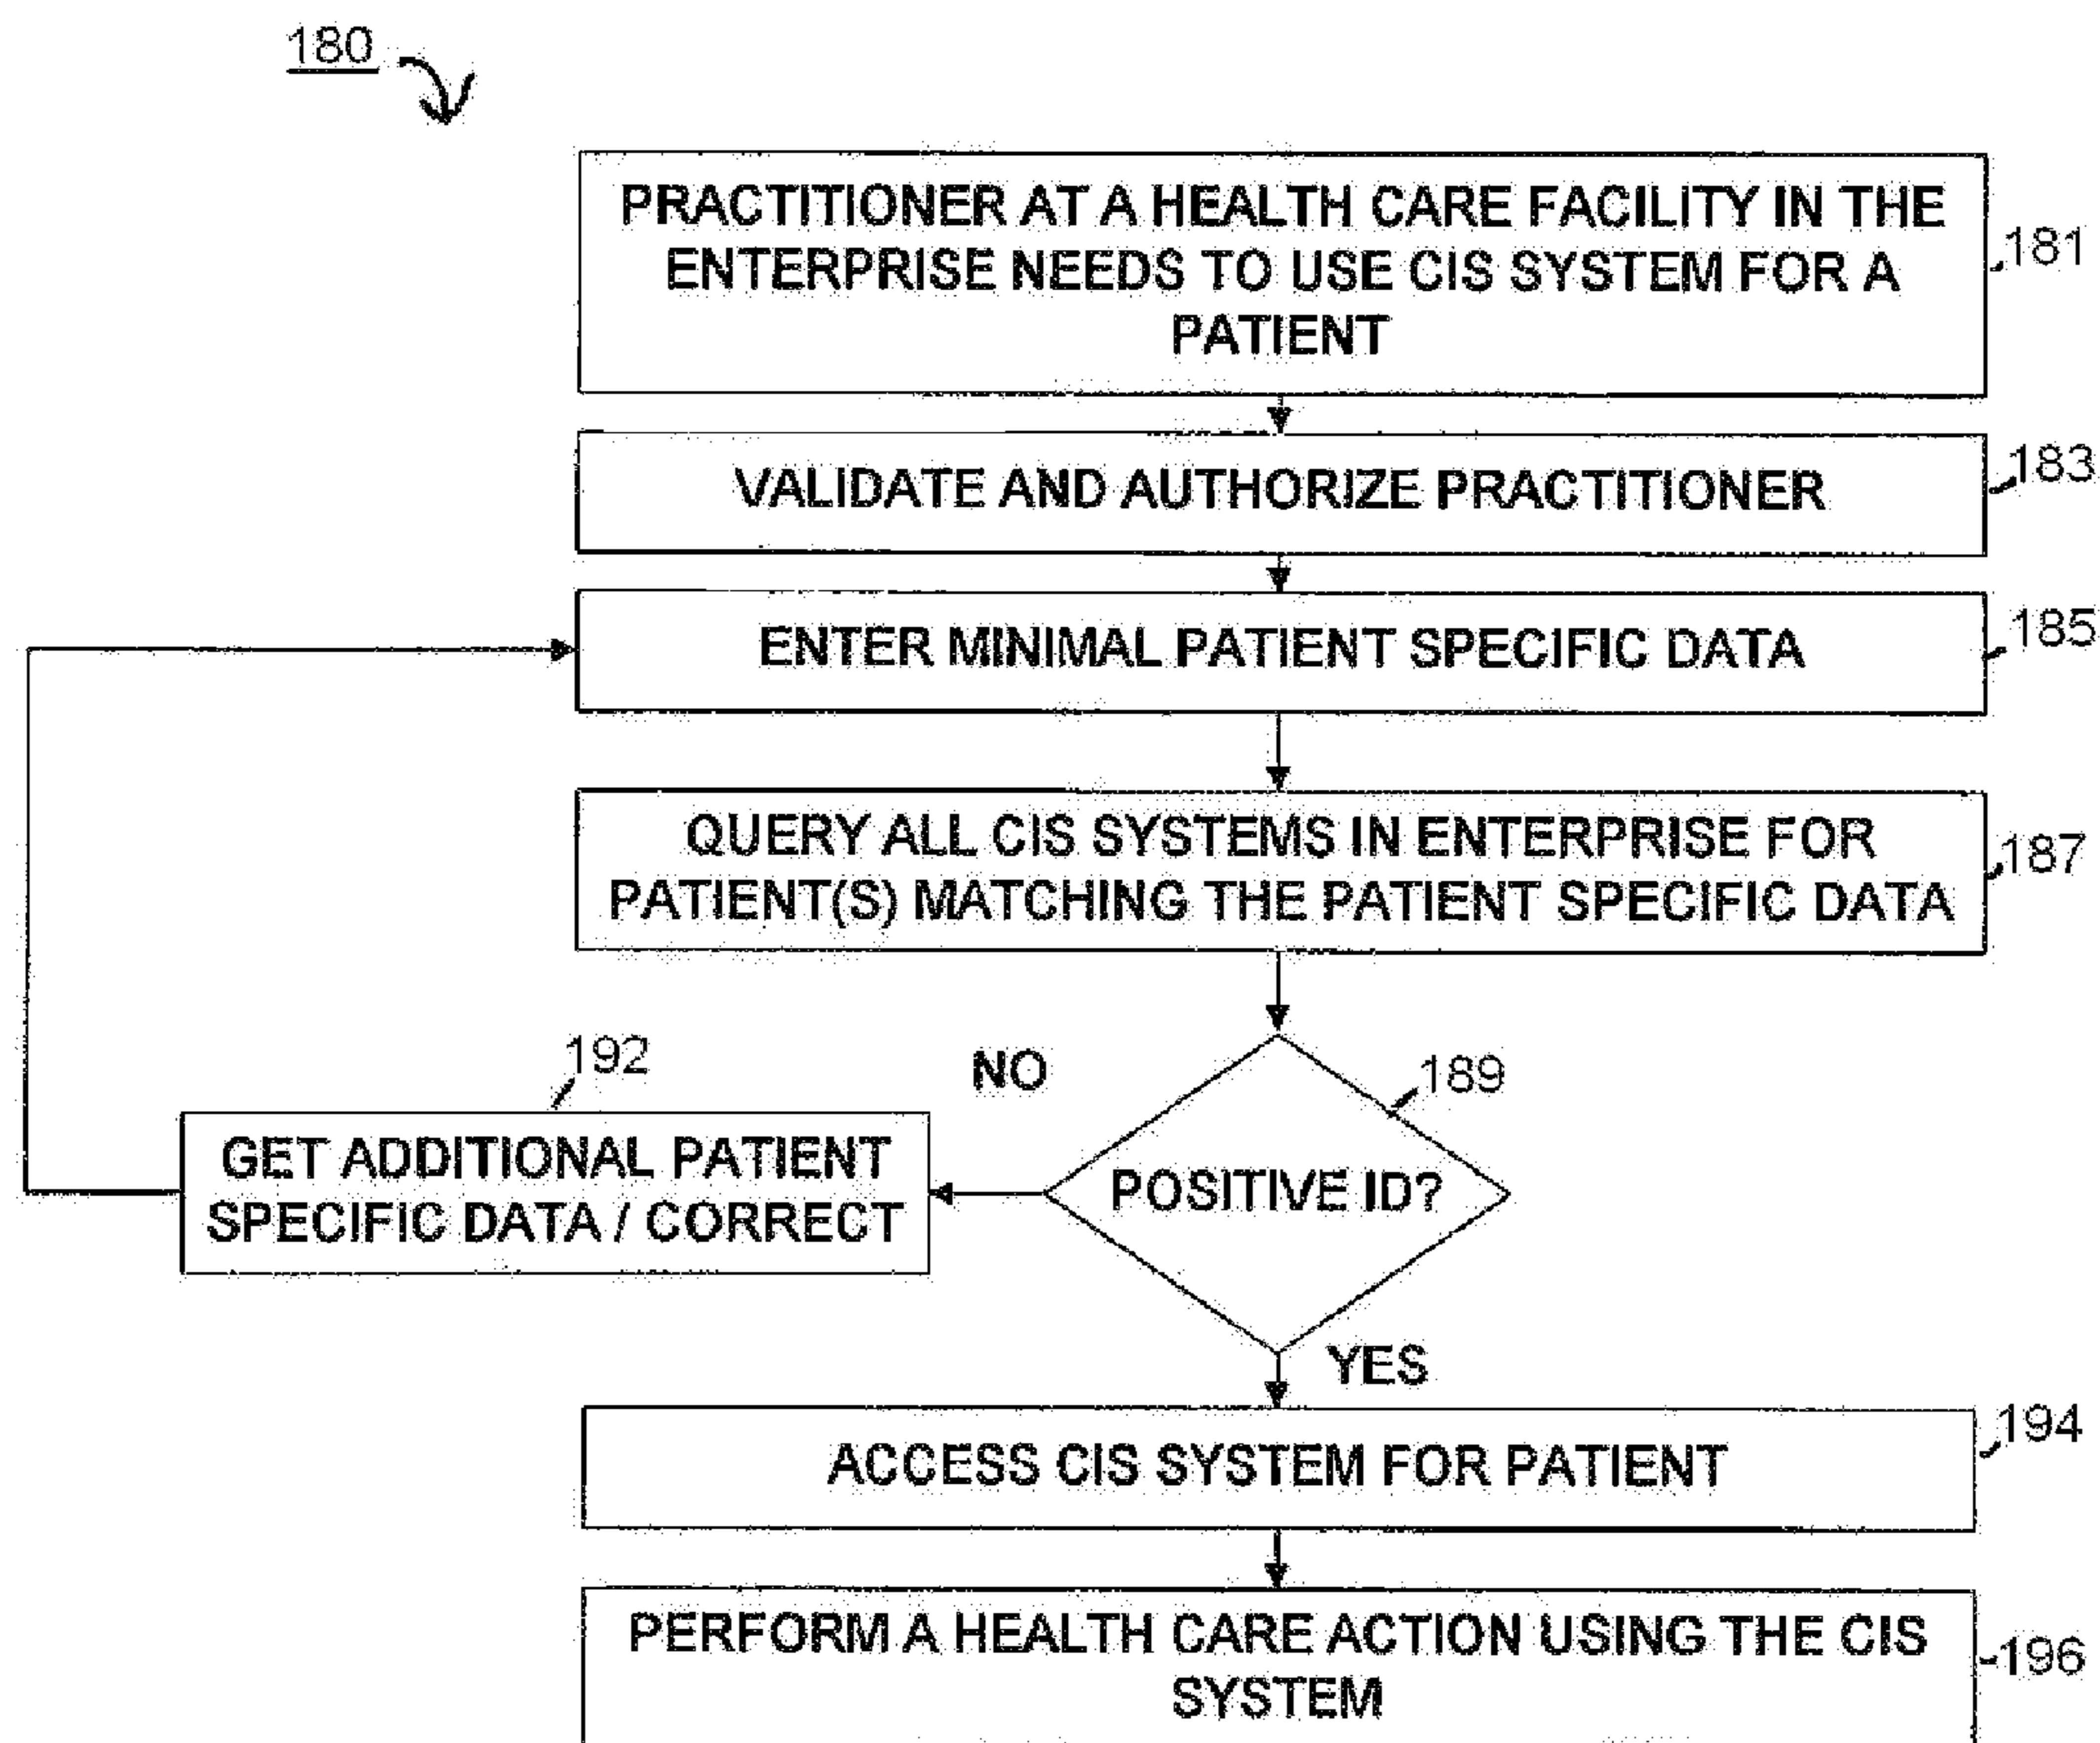 180
PRACTITIONER AT A HEALTH CARE FACILITY IN THE
ENTERPRISE NEEDS TO USE CIS SYSTEM FOR A
PATIENT
181
VALIDATE AND AUTHORIZE PRACTITIONER
183
ENTER MINIMAL PATIENT SPECIFIC DATA
185
QUERY ALL CIS SYSTEMS IN ENTERPRISE FOR
PATIENT(S) MATCHING THE PATIENT SPECIFIC DATA
187
192
NO
189
GET ADDITIONAL PATIENT
SPECIFIC DATA / CORRECT
POSITIVE ID?
YES
ACCESS CIS SYSTEM FOR PATIENT
194
PERFORM A HEALTH CARE ACTION USING THE CIS
SYSTEM
196